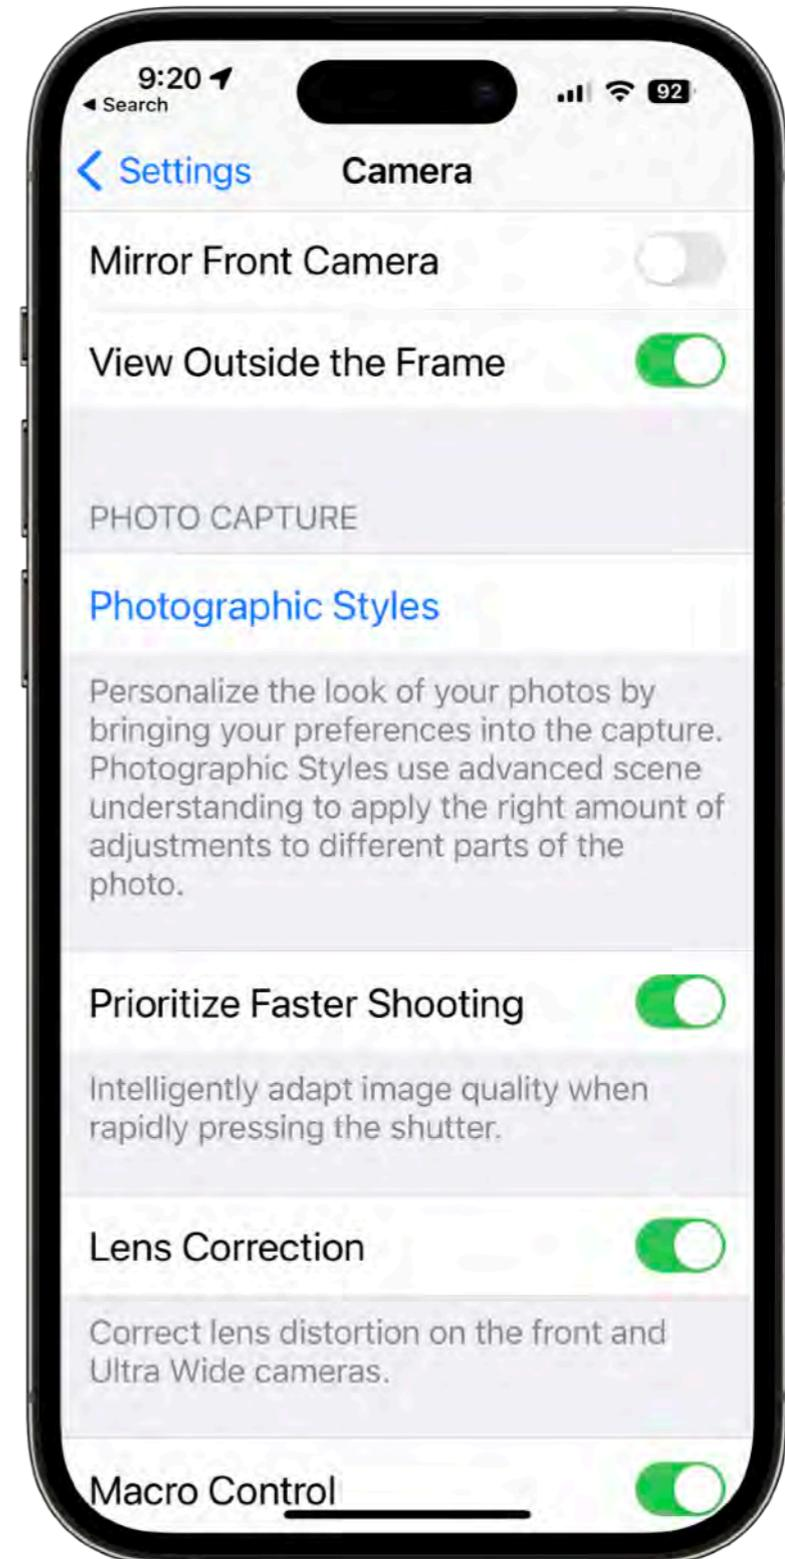 9:20
◀ Search
92
Settings
Camera
Mirror Front Camera
View Outside the Frame
PHOTO CAPTURE
Photographic Styles
Personalize the look of your photos by
bringing your preferences into the capture.
Photographic Styles use advanced scene
understanding to apply the right amount of
adjustments to different parts of the
photo.
Prioritize Faster Shooting
Intelligently adapt image quality when
rapidly pressing the shutter.
Lens Correction
Correct lens distortion on the front and
Ultra Wide cameras.
Macro Control